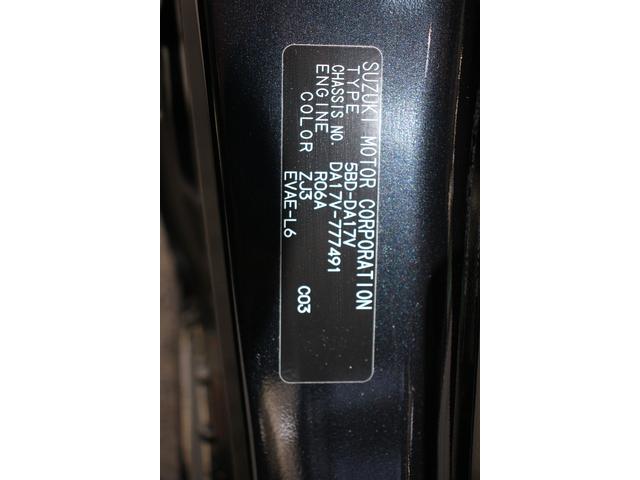 SUZUKI MOTOR CORPORATION
TYPE 5BD-DA17V
CHASSIS NO. DA17V-777491
ENGINE R06A
COLOR ZJ3 C03
EVAE-L6